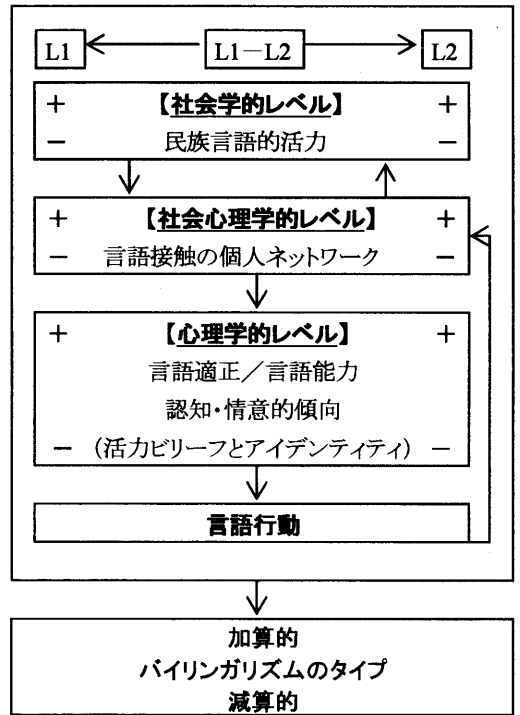 L1 L1－L2 L2
＋ 【社会学的レベル】 ＋
－ 民族言語的活力 －
＋ 【社会心理学的レベル】 ＋
－ 言語接触の個人ネットワーク －
＋ 【心理学的レベル】 ＋
言語適正／言語能力
認知・情意的傾向
－ (活力ビリーフとアイデンティティ) －
言語行動
加算的
バイリンガリズムのタイプ
減算的